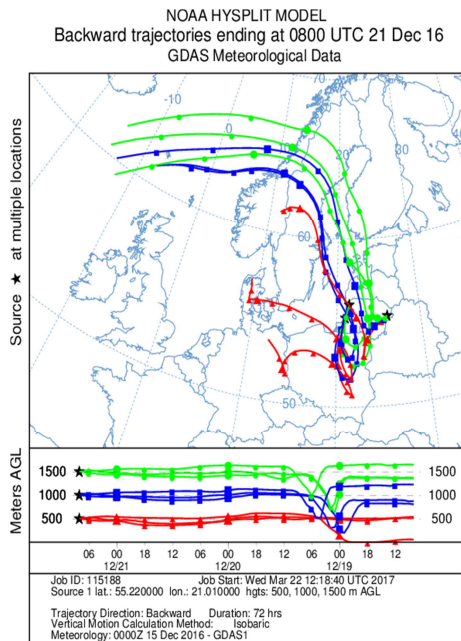 NOAA HYSPLIT MODEL
Backward trajectories ending at 0800 UTC 21 Dec 16
GDAS Meteorological Data
Source ★ at multiple locations
-10
0
70
10
20
30
40
60
50
Meters AGL
1500 1500
1000 1000
500 500
06 00 18 12 06 00 18 12 06 00 18 12
12/21 12/20 12/19
Job ID: 115188 Job Start: Wed Mar 22 12:18:40 UTC 2017
Source 1 lat.: 55.220000 lon.: 21.010000 hgts: 500, 1000, 1500 m AGL
Trajectory Direction: Backward Duration: 72 hrs
Vertical Motion Calculation Method: Isobaric
Meteorology: 0000Z 15 Dec 2016 - GDAS1